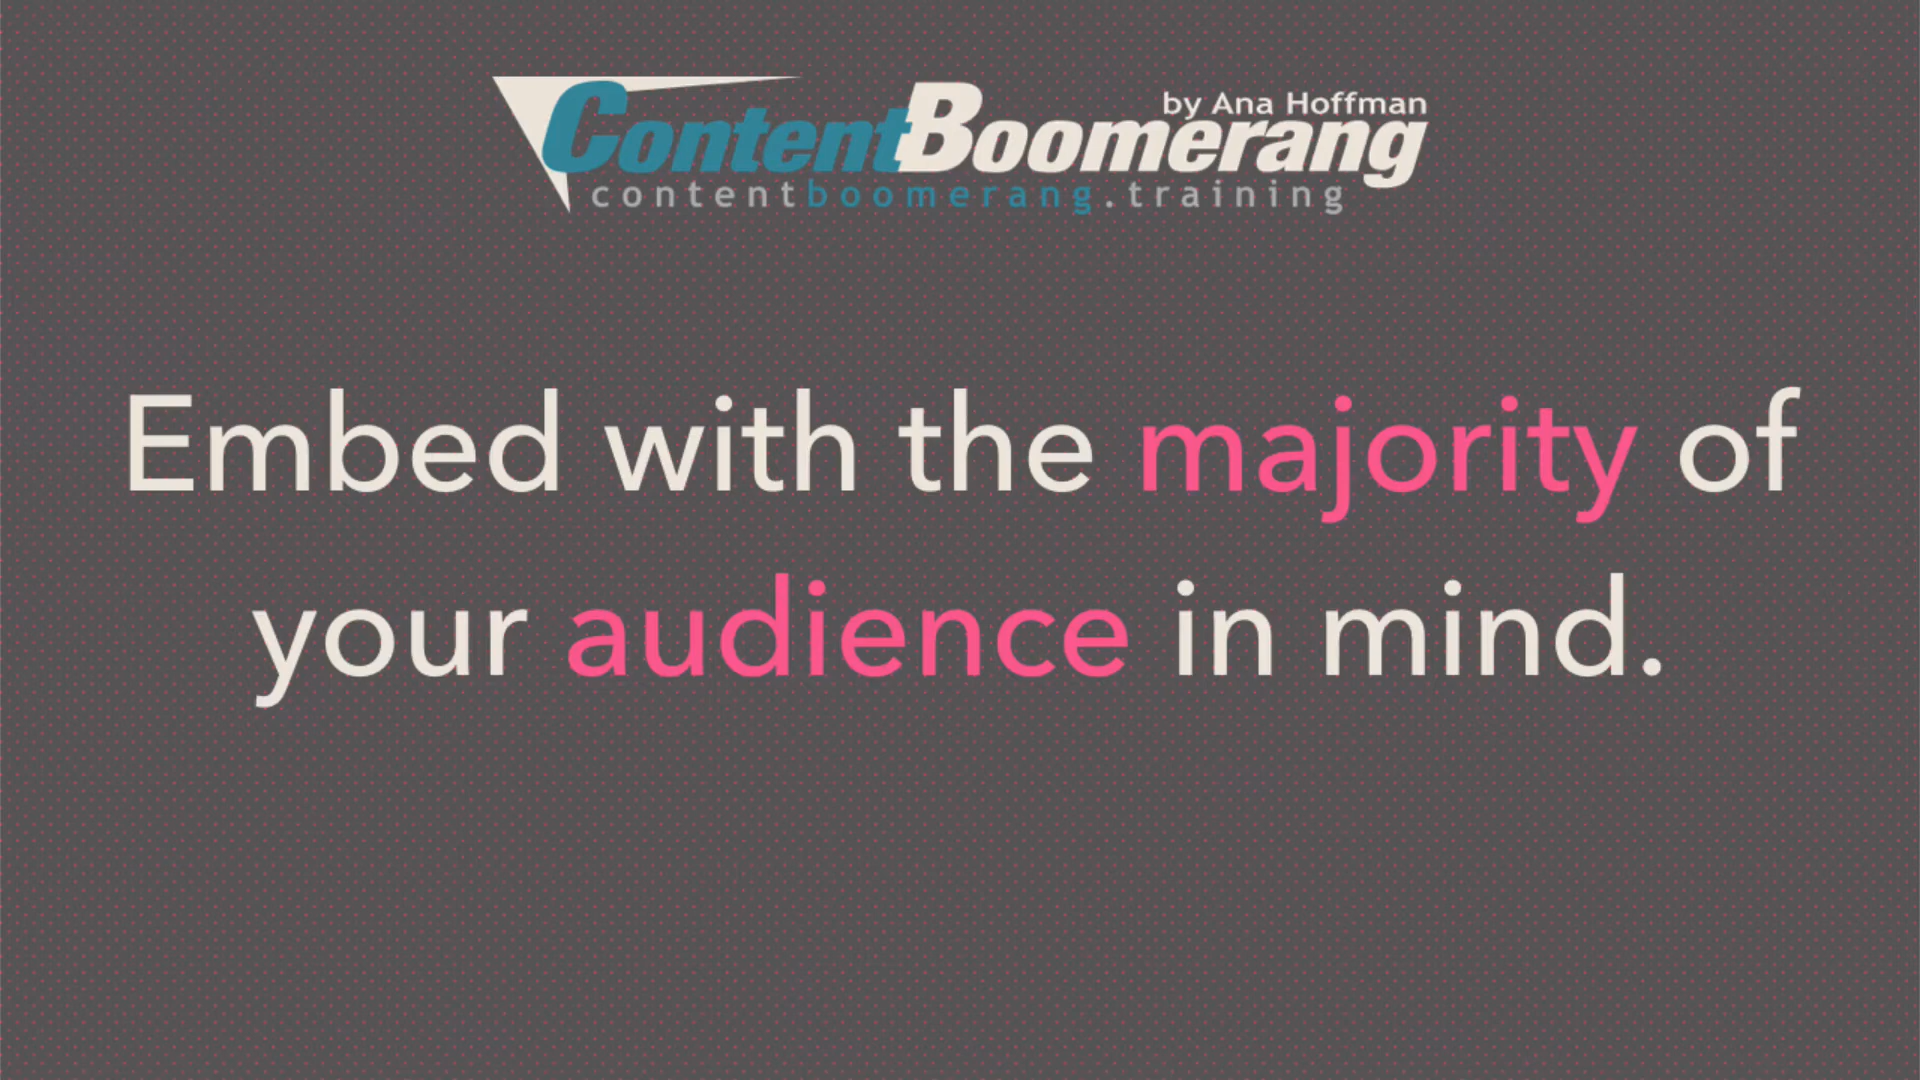 ContentBoomerang
by Ana Hoffman
contentboomerang.training
Embed with the majority of
your audience in mind.